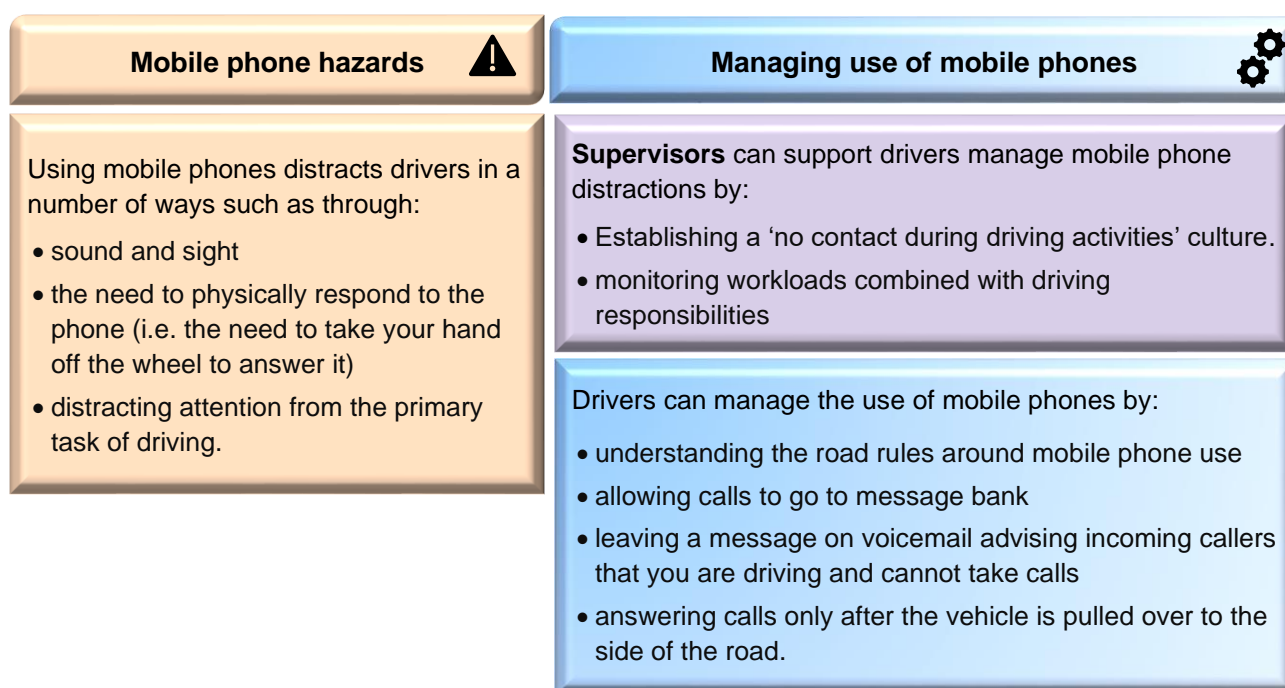 Mobile phone hazards
Using mobile phones distracts drivers in a
number of ways such as through:
• sound and sight
• the need to physically respond to the
phone (i.e. the need to take your hand
off the wheel to answer it)
• distracting attention from the primary
task of driving.
Managing use of mobile phones
Supervisors can support drivers manage mobile phone
distractions by:
• Establishing a ‘no contact during driving activities’ culture.
• monitoring workloads combined with driving
responsibilities
Drivers can manage the use of mobile phones by:
• understanding the road rules around mobile phone use
• allowing calls to go to message bank
• leaving a message on voicemail advising incoming callers
that you are driving and cannot take calls
• answering calls only after the vehicle is pulled over to the
side of the road.